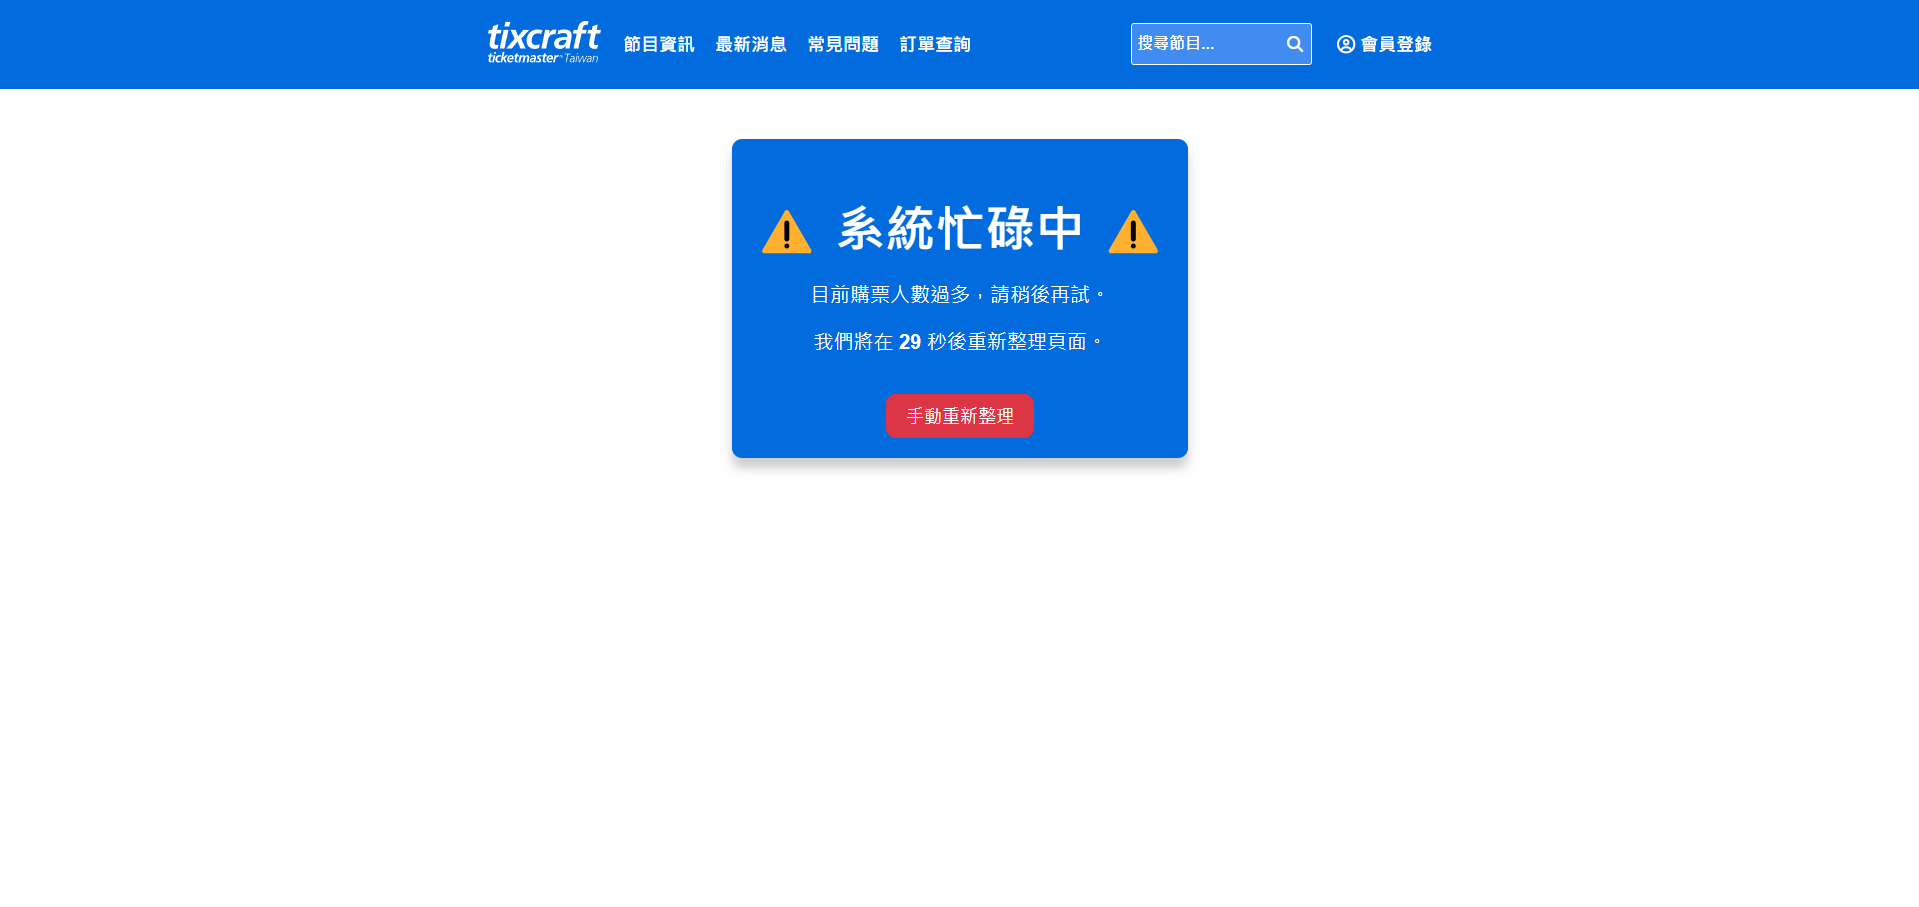 tixcraft
ticketmaster Taiwan
節目資訊 最新消息 常見問題 訂單查詢
搜尋節目...
會員登錄
系統忙碌中
目前購票人數過多，請稍後再試。
我們將在 29 秒後重新整理頁面。
手動重新整理